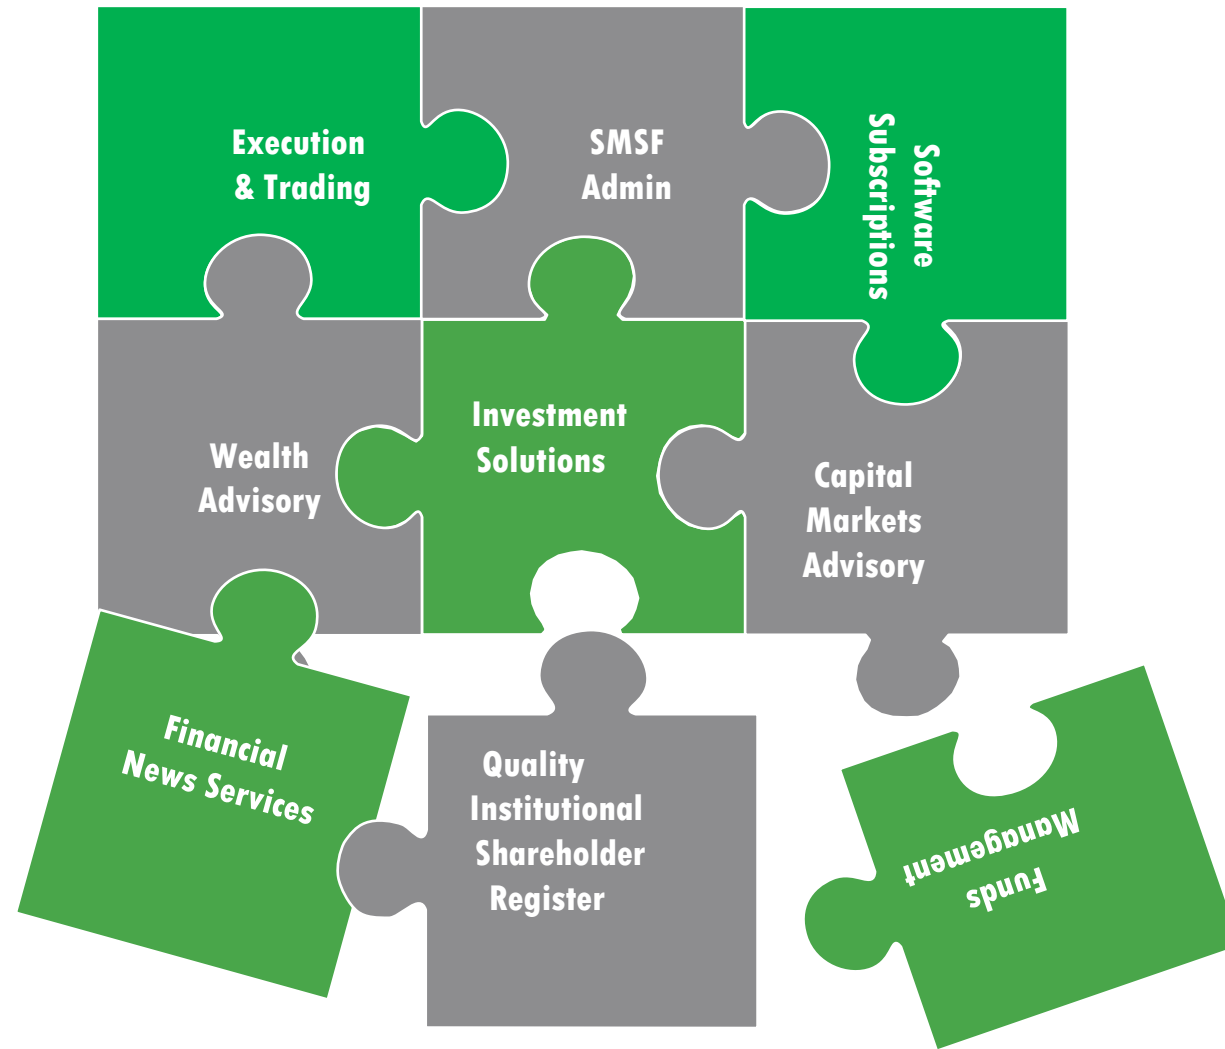 Execution
& Trading
SMSF
Admin
Software
Subscriptions
Wealth
Advisory
Investment
Solutions
Capital
Markets
Advisory
Financial
News Services
Quality
Institutional
Shareholder
Register
Funds
Management